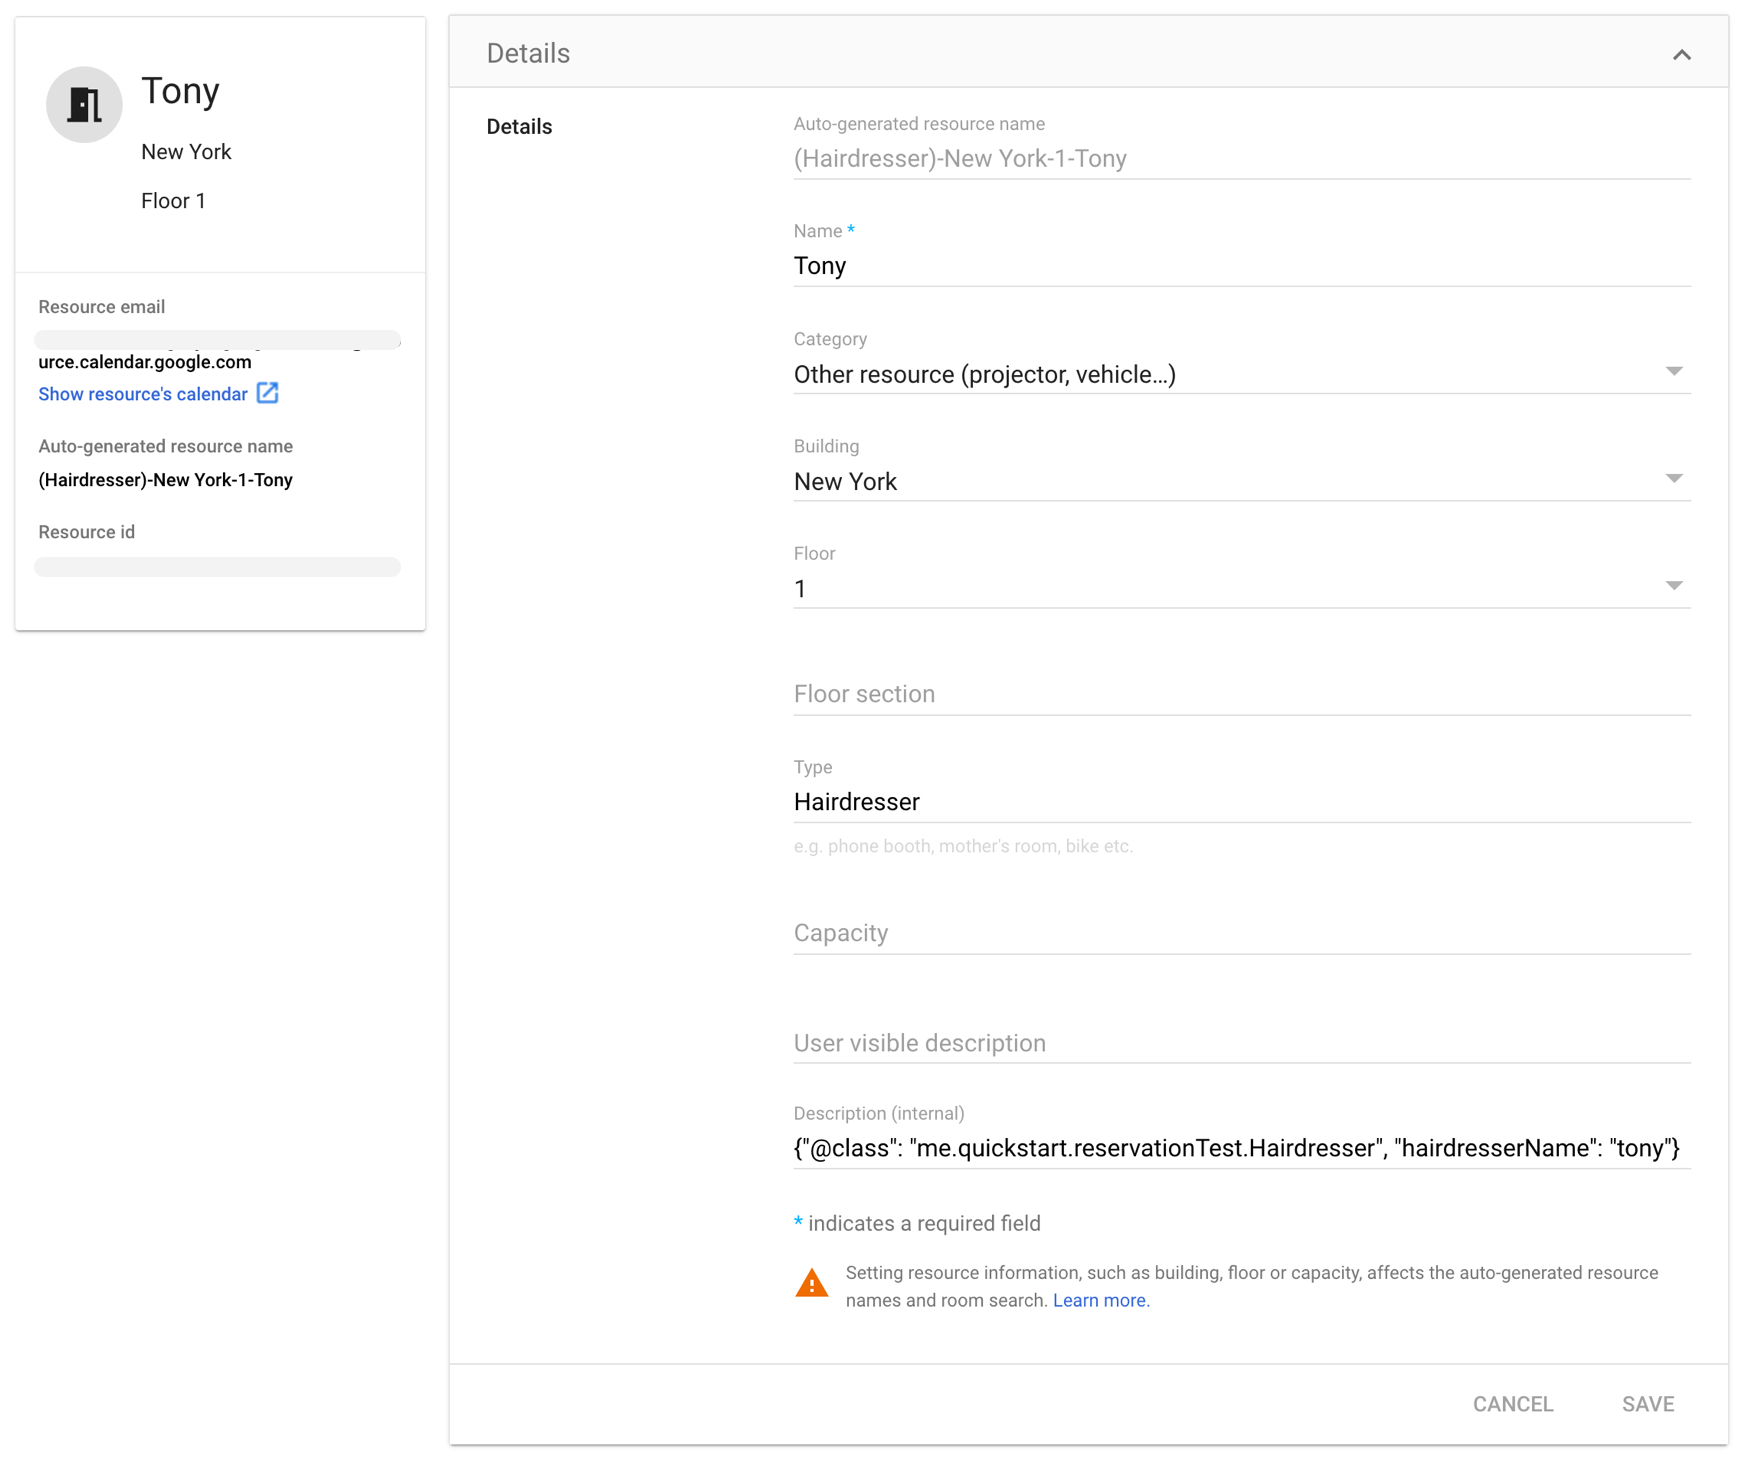 Tony
New York
Floor 1
Resource email
urce.calendar.google.com
Show resource's calendar
Auto-generated resource name
(Hairdresser)-New York-1-Tony
Resource id
Details
Details
Auto-generated resource name
(Hairdresser)-New York-1-Tony
Name *
Tony
Category
Other resource (projector, vehicle...)
Building
New York
Floor
1
Floor section
Type
Hairdresser
e.g. phone booth, mother's room, bike etc.
Capacity
User visible description
Description (internal)
{"@class": "me.quickstart.reservationTest.Hairdresser", "hairdresserName": "tony"}
* indicates a required field
Setting resource information, such as building, floor or capacity, affects the auto-generated resource
names and room search. Learn more.
CANCEL SAVE